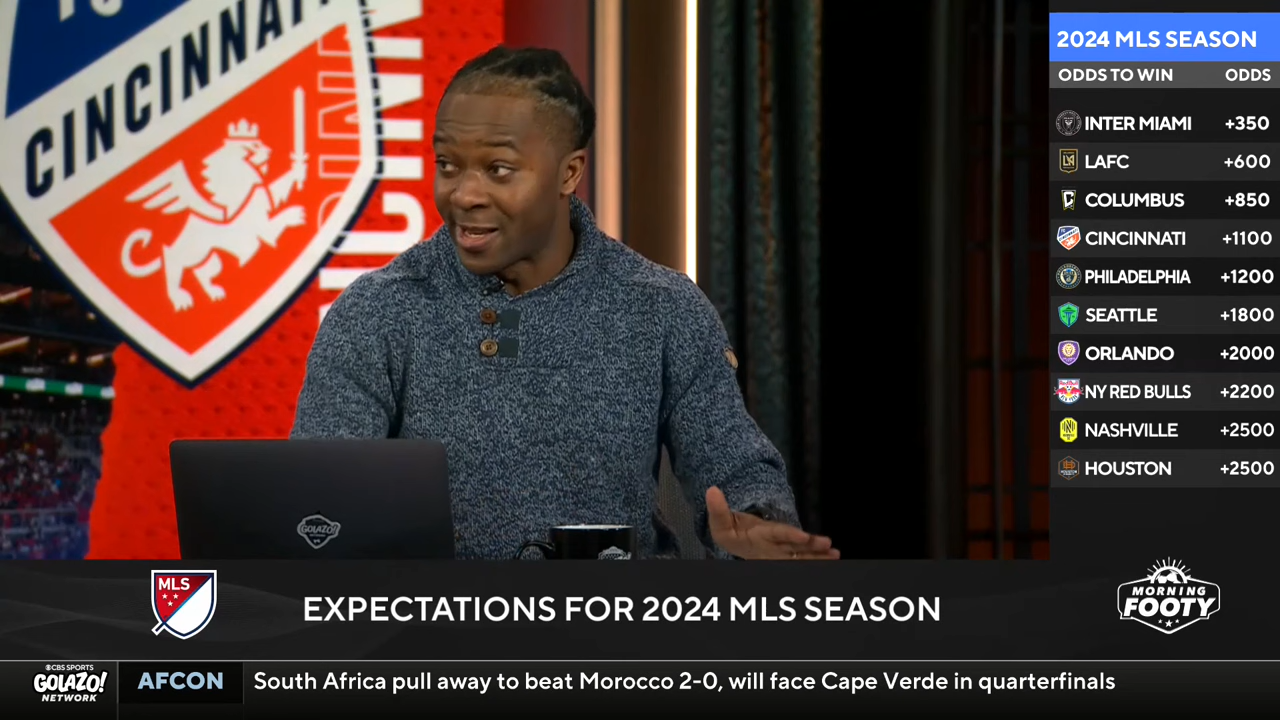 CINCINNATI
CINCINN
2024 MLS SEASON
ODDS TO WIN ODDS
INTER MIAMI +350
LAFC +600
COLUMBUS +850
CINCINNATI +1100
PHILADELPHIA +1200
SEATTLE +1800
ORLANDO +2000
NY RED BULLS +2200
NASHVILLE +2500
HOUSTON +2500
GOLAZO!
MLS
EXPECTATIONS FOR 2024 MLS SEASON
MORNING
FOOTY
CBS SPORTS
GOLAZO!
NETWORK
AFCON
South Africa pull away to beat Morocco 2-0, will face Cape Verde in quarterfinals